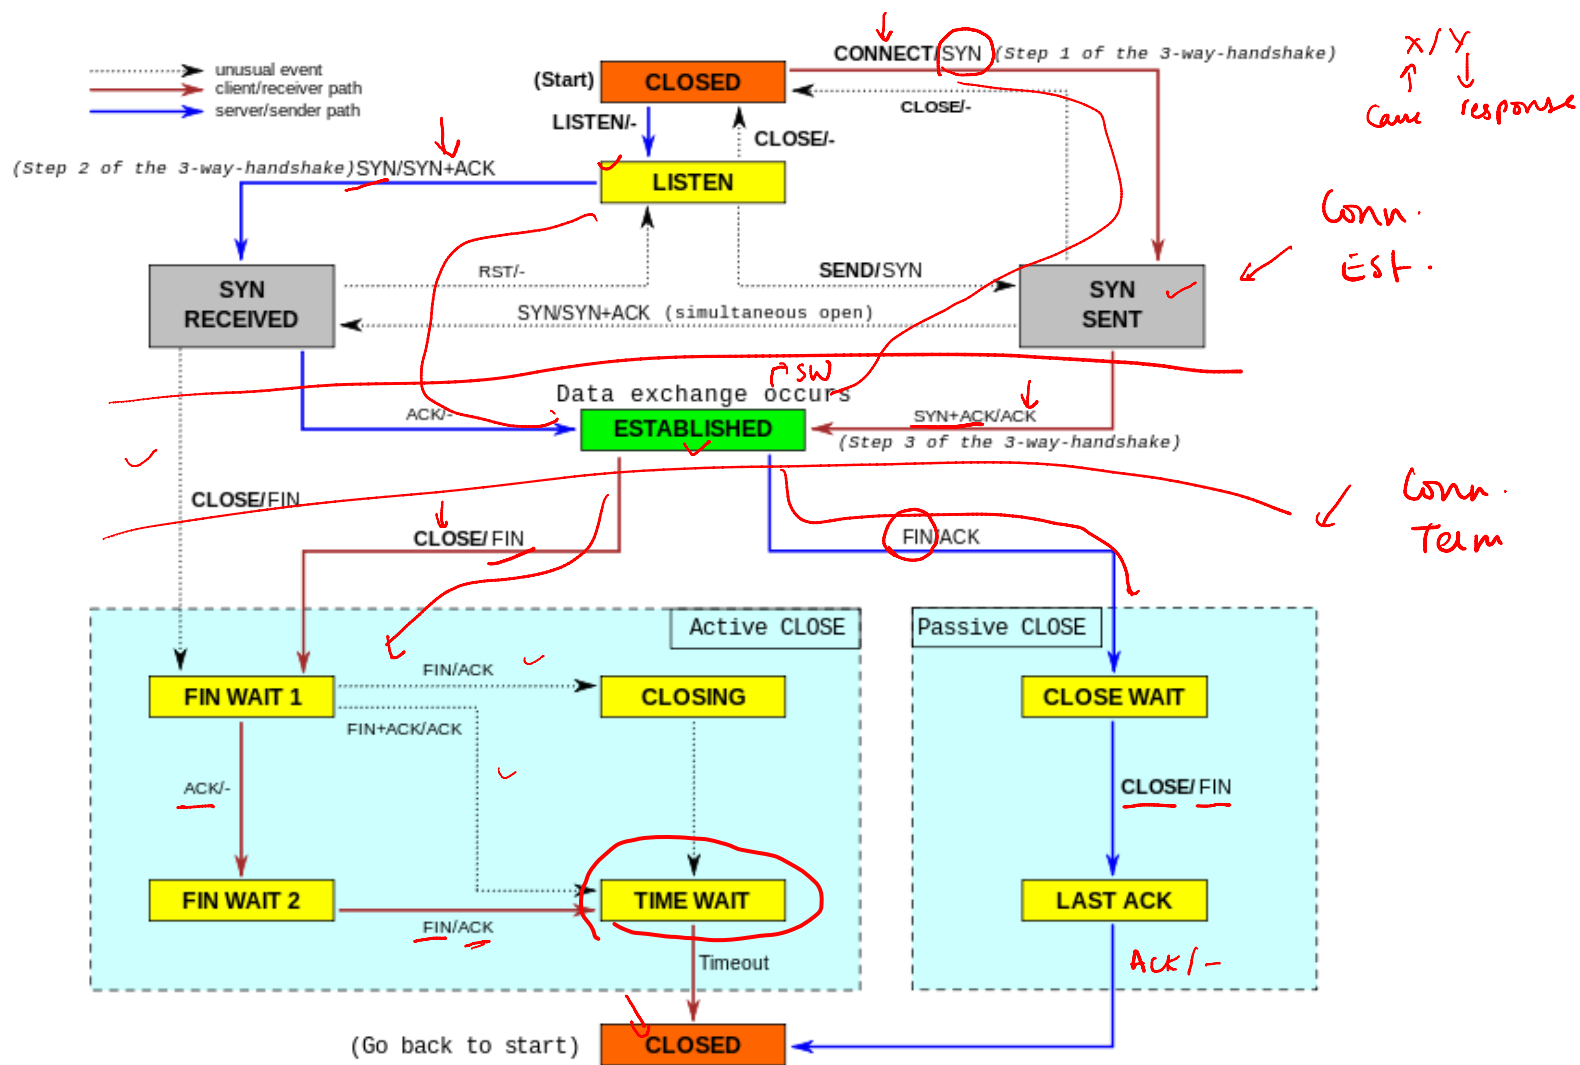 CONNECT/SYN (Step 1 of the 3-way-handshake)
X/Y
unusual event
client/receiver path
server/sender path
(Start)
CLOSED
CLOSE/-
Cause response
LISTEN/-
CLOSE/-
(Step 2 of the 3-way-handshake)SYN/SYN+ACK
LISTEN
Conn.
Est.
RST/-
SEND/SYN
SYN
RECEIVED
SYN
SENT
SYN/SYN+ACK (simultaneous open)
SW
Data exchange occurs
ACK/-
ESTABLISHED
SYN+ACK/ACK
(Step 3 of the 3-way-handshake)
CLOSE/FIN
Conn.
Term
CLOSE/FIN
FIN/ACK
Active CLOSE
Passive CLOSE
FIN/ACK
FIN WAIT 1
CLOSING
CLOSE WAIT
FIN+ACK/ACK
ACK/-
CLOSE/FIN
FIN WAIT 2
TIME WAIT
LAST ACK
FIN/ACK
Timeout
ACK/-
(Go back to start)
CLOSED